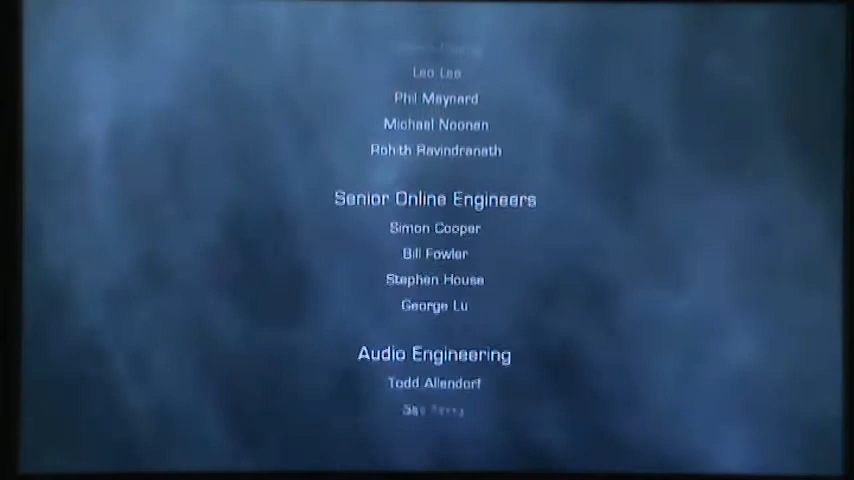 Leo Lee
Phil Maynard
Michael Noonan
Rohith Ravindranath
Senior Online Engineers
Simon Cooper
Bill Fowler
Stephen House
George Lu
Audio Engineering
Todd Allendorf